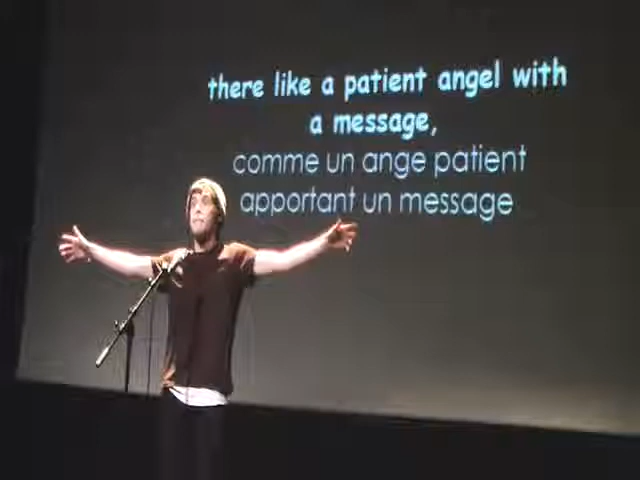 there like a patient angel with
a message,
comme un ange patient
apportant un message